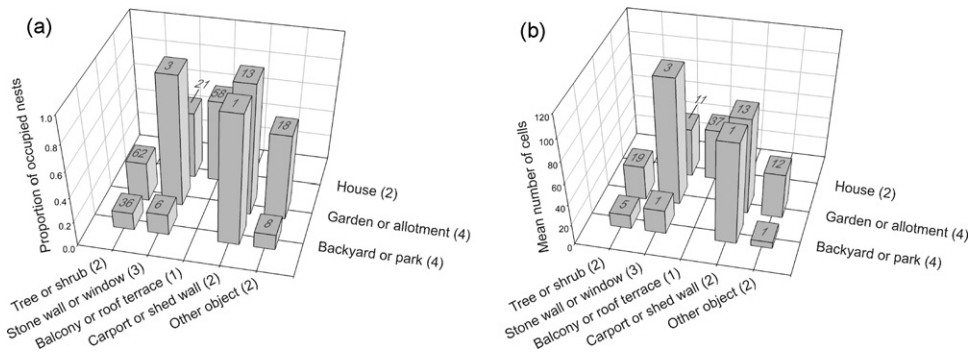 (a)
Proportion of occupied nests
1.0
0.8
0.6
0.4
0.2
0.0
3
21
58
13
1
18
62
36
6
8
House (2)
Garden or allotment (4)
Backyard or park (4)
Tree or shrub (2)
Stone wall or window (3)
Balcony or roof terrace (1)
Carport or shed wall (2)
Other object (2)
(b)
Mean number of cells
120
100
80
60
40
20
0
3
11
37
13
1
12
19
5
1
1
House (2)
Garden or allotment (4)
Backyard or park (4)
Tree or shrub (2)
Stone wall or window (3)
Balcony or roof terrace (1)
Carport or shed wall (2)
Other object (2)